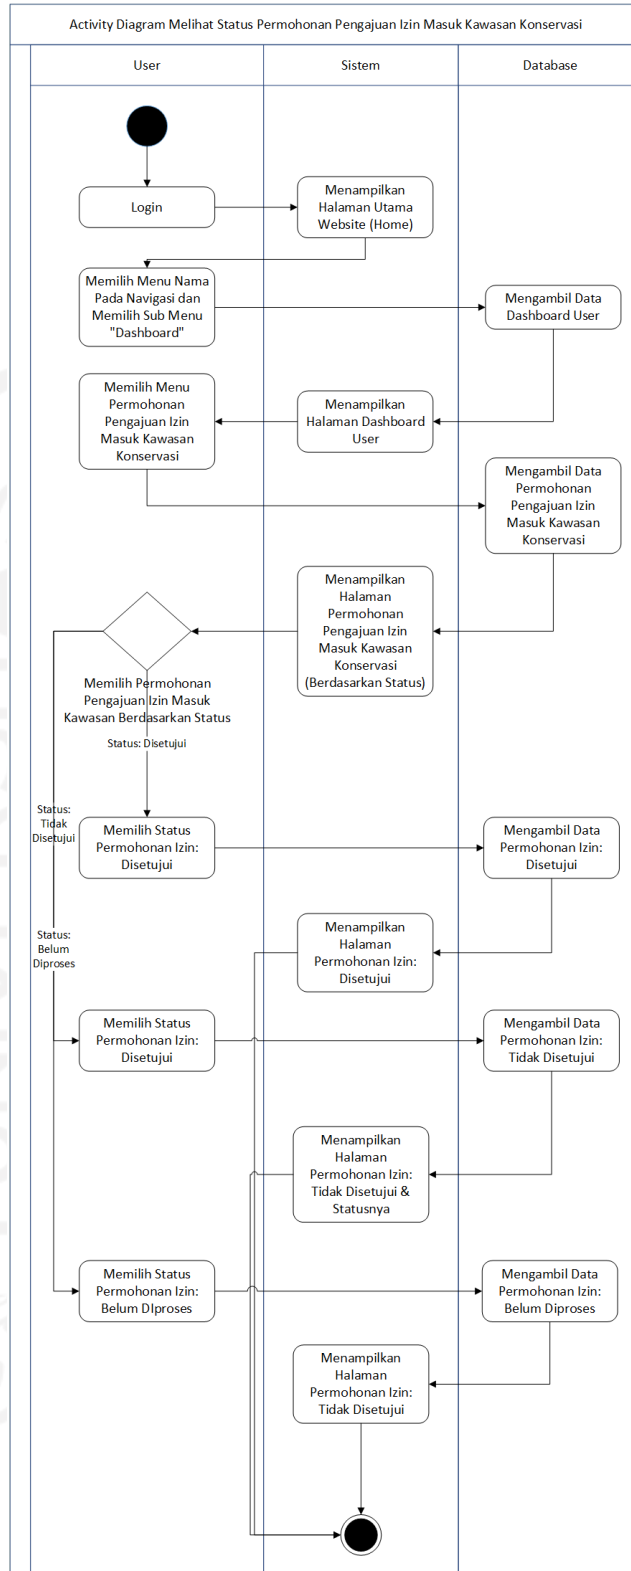 Activity Diagram Melihat Status Permohonan Pengajuan Izin Masuk Kawasan Konservasi
User
Sistem
Database
Login
Menampilkan
Halaman Utama
Website (Home)
Memilih Menu Nama
Pada Navigasi dan
Memilih Sub Menu
"Dashboard"
Mengambil Data
Dashboard User
Memilih Menu
Permohonan
Pengajuan Izin
Masuk Kawasan
Konservasi
Menampilkan
Halaman Dashboard
User
Mengambil Data
Permohonan
Pengajuan Izin
Masuk Kawasan
Konservasi
Menampilkan
Halaman
Permohonan
Pengajuan Izin
Masuk Kawasan
Konservasi
(Berdasarkan Status)
Memilih Permohonan
Pengajuan Izin Masuk
Kawasan Berdasarkan Status
Status: Disetujui
Status:
Tidak
Disetujui
Memilih Status
Permohonan Izin:
Disetujui
Mengambil Data
Permohonan Izin:
Disetujui
Status:
Belum
Diproses
Menampilkan
Halaman
Permohonan Izin:
Disetujui
Memilih Status
Permohonan Izin:
Disetujui
Mengambil Data
Permohonan Izin:
Tidak Disetujui
Menampilkan
Halaman
Permohonan Izin:
Tidak Disetujui &
Statusnya
Memilih Status
Permohonan Izin:
Belum DIproses
Mengambil Data
Permohonan Izin:
Belum Diproses
Menampilkan
Halaman
Permohonan Izin:
Tidak Disetujui